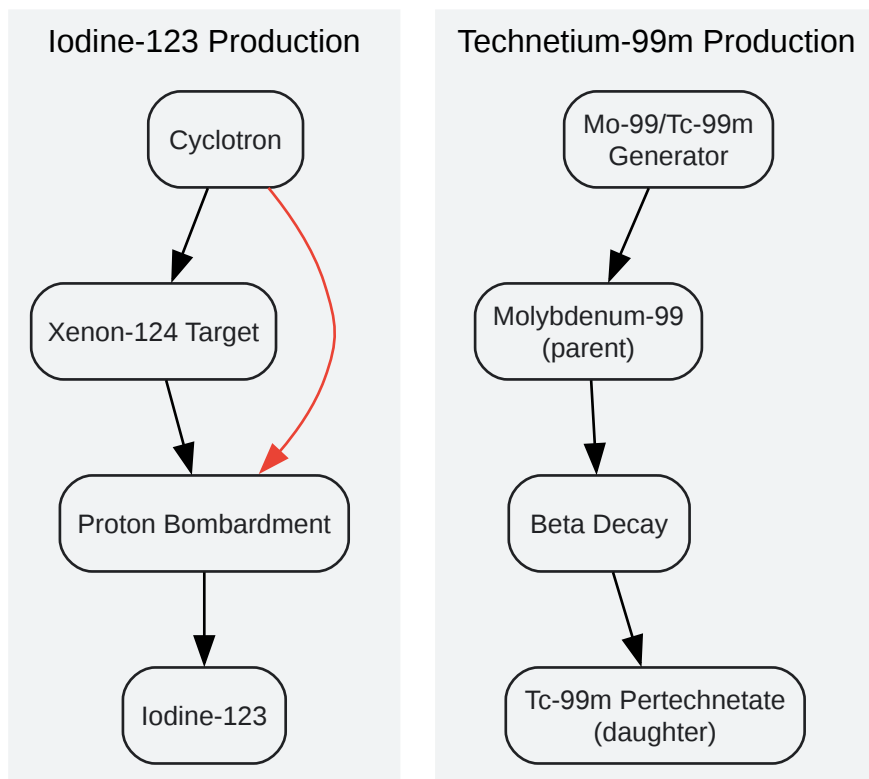 Iodine-123 Production
Cyclotron
Xenon-124 Target
Proton Bombardment
Iodine-123
Technetium-99m Production
Mo-99/Tc-99m
Generator
Molybdenum-99
(parent)
Beta Decay
Tc-99m Pertechnetate
(daughter)